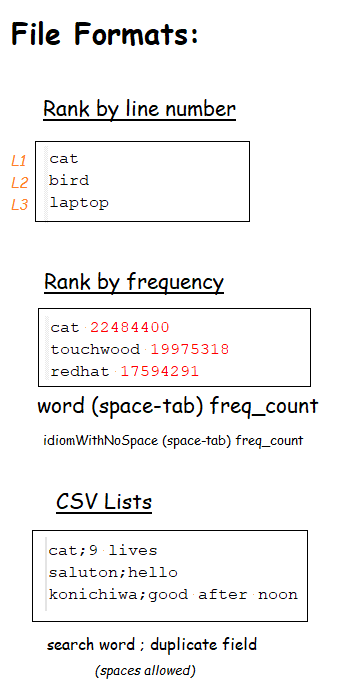 File Formats:
Rank by line number
L1 cat
L2 bird
L3 laptop
Rank by frequency
cat 22484400
touchwood 19975318
redhat 17594291
word (space-tab) freq_count
idiomWithNoSpace (space-tab) freq_count
CSV Lists
cat;9 lives
saluton;hello
konichiwa;good after noon
search word ; duplicate field
(spaces allowed)